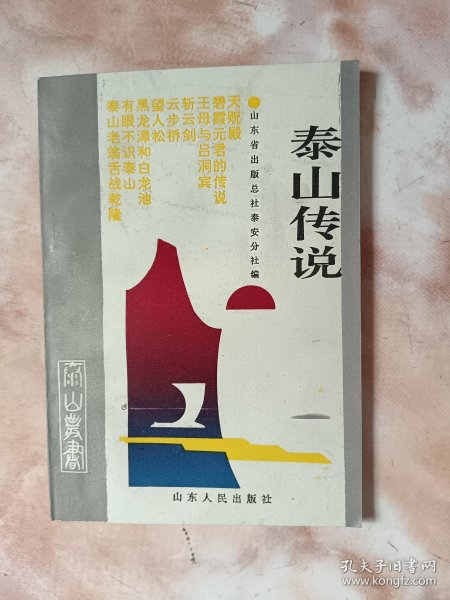 泰山传说
山东省出版总社泰安分社编
天贶殿
碧霞元君的传说
王母与吕洞宾
斩云剑
云步桥
望人松
黑龙潭和白龙池
有眼不识泰山
泰山老翁舌战乾隆
泰山丛書
山东人民出版社
孔夫子旧书网
www.kongfz.com